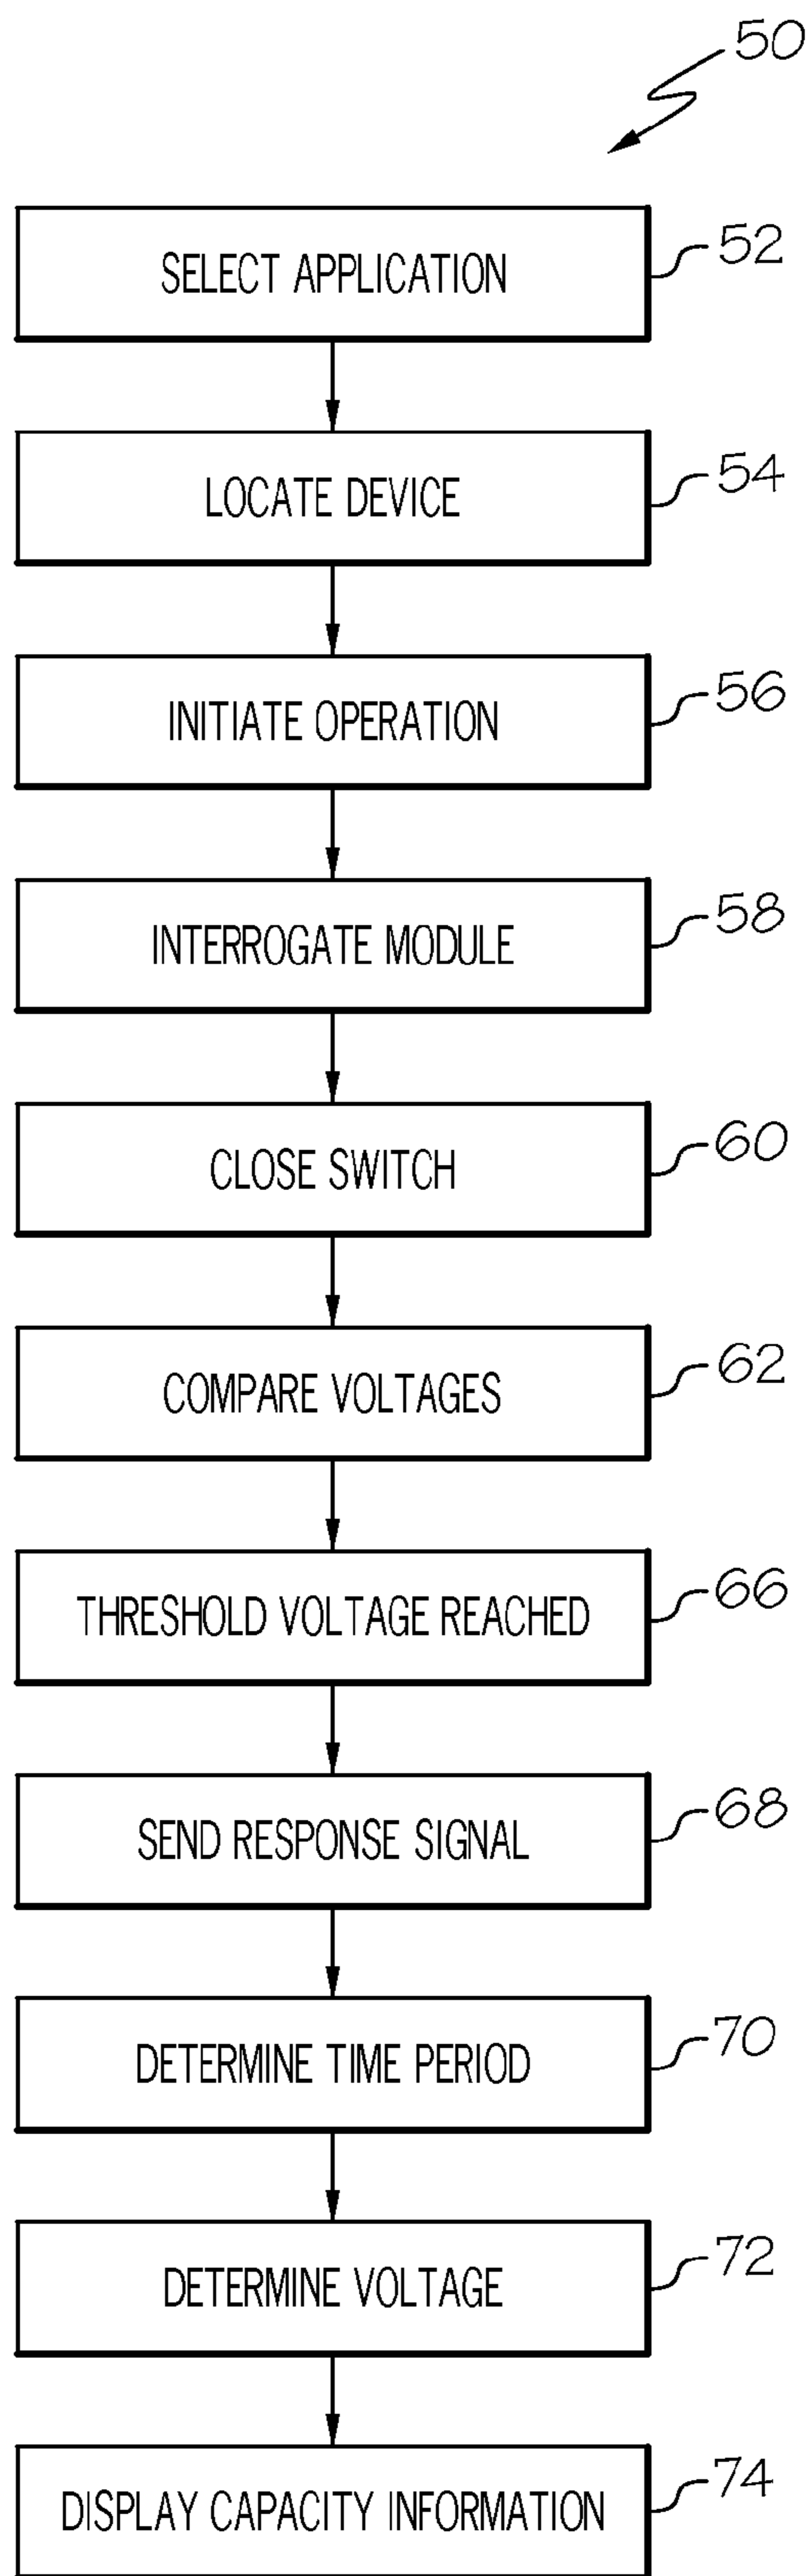 50
SELECT APPLICATION 52
LOCATE DEVICE 54
INITIATE OPERATION 56
INTERROGATE MODULE 58
CLOSE SWITCH 60
COMPARE VOLTAGES 62
THRESHOLD VOLTAGE REACHED 66
SEND RESPONSE SIGNAL 68
DETERMINE TIME PERIOD 70
DETERMINE VOLTAGE 72
DISPLAY CAPACITY INFORMATION 74